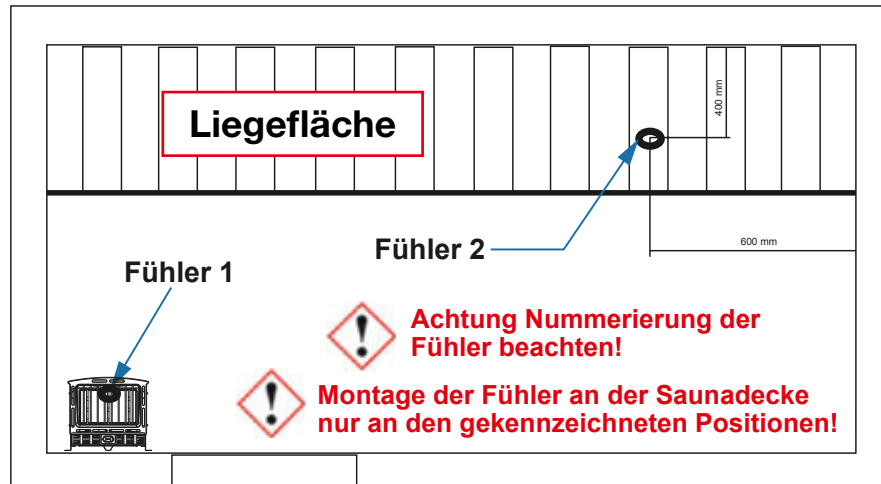 400 mm
Liegefläche
Fühler 2
600 mm
Fühler 1
Achtung Nummerierung der
Fühler beachten!
Montage der Fühler an der Saunadecke
nur an den gekennzeichneten Positionen!